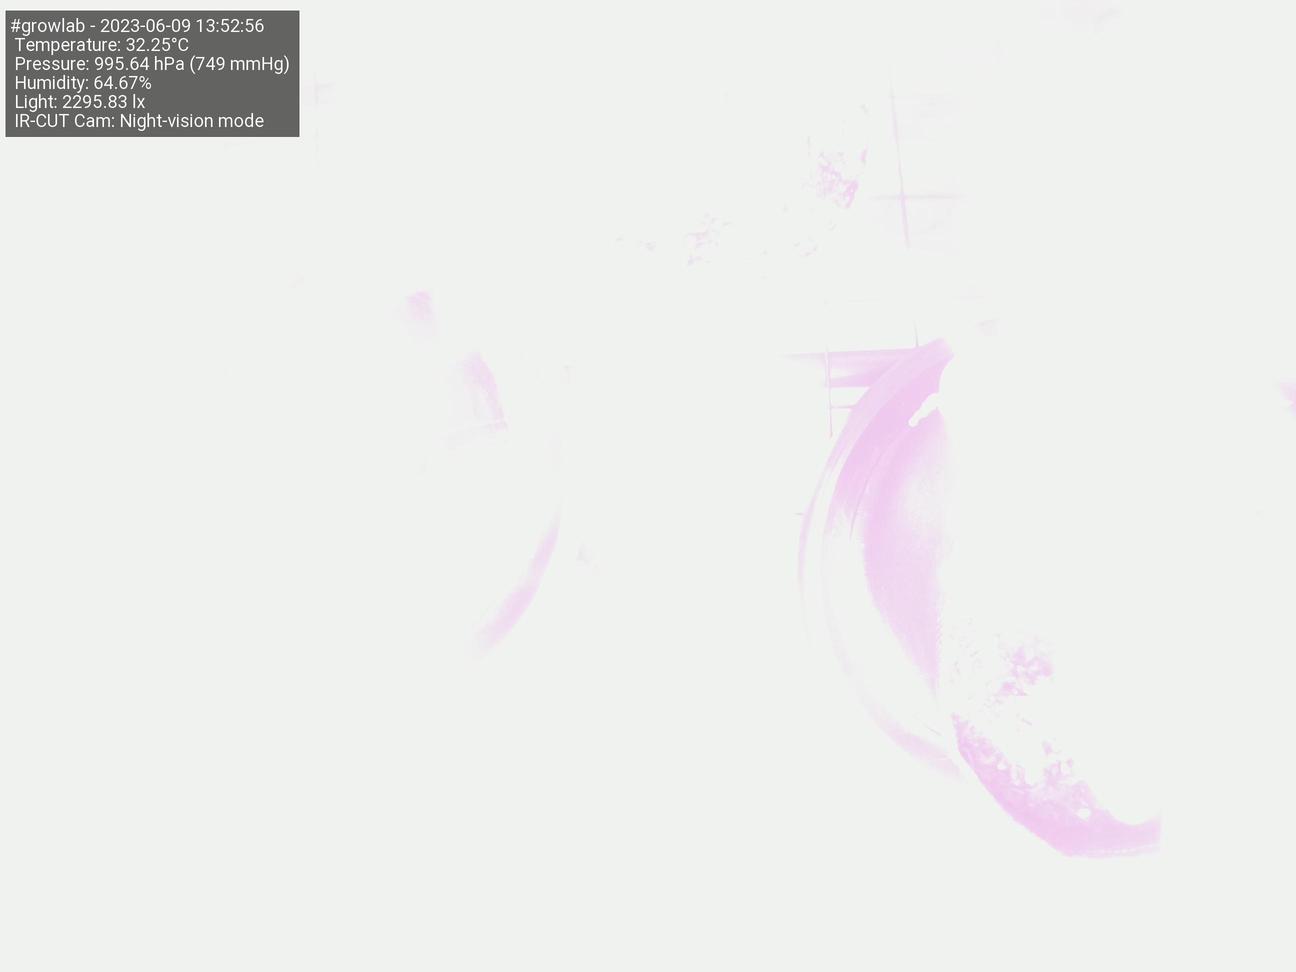 #growlab - 2023-06-09 13:52:56
Temperature: 32.25°C
Pressure: 995.64 hPa (749 mmHg)
Humidity: 64.67%
Light: 2295.83 lx
IR-CUT Cam: Night-vision mode